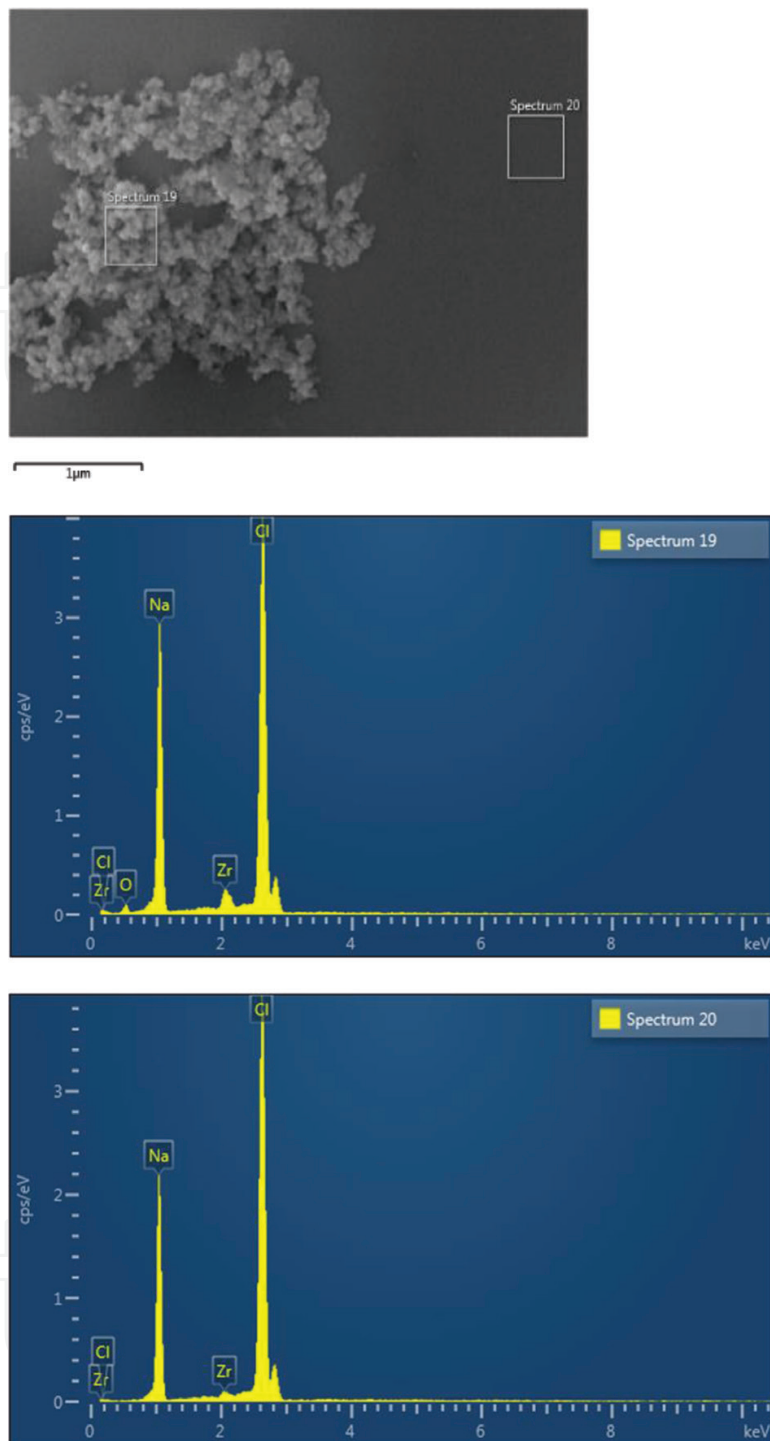 Spectrum 20
Spectrum 19
1µm
Spectrum 19
Cl
Na
3
cps/eV
2
1
Cl
Zr
O
Zr
0
0 2 4 6 8 keV
Spectrum 20
Cl
3
Na
cps/eV
2
1
Cl
Zr
Zr
0
0 2 4 6 8 keV